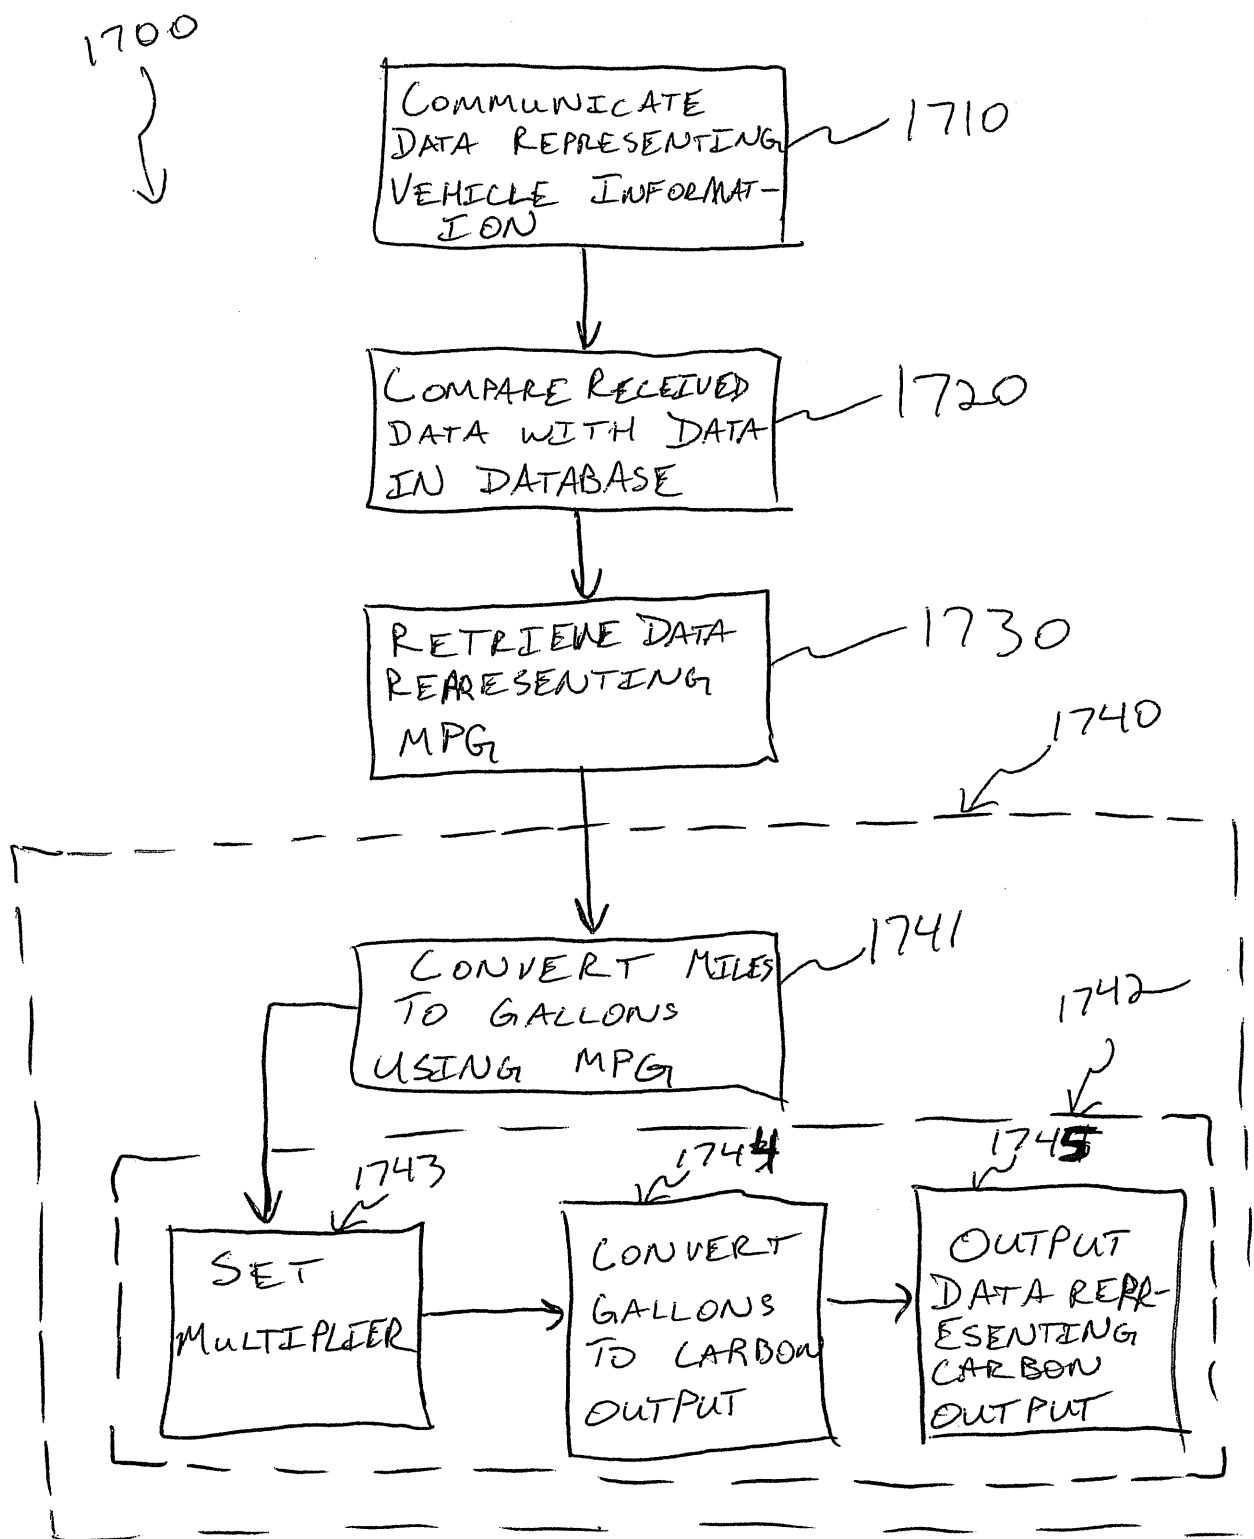 1700
COMMUNICATE
DATA REPRESENTING
VEHICLE INFORMAT-
ION
1710
COMPARE RECEIVED
DATA WITH DATA
IN DATABASE
1720
RETRIEVE DATA
REPRESENTING
MPG
1730
1740
CONVERT MILES
TO GALLONS
USING MPG
1741
1742
1743
SET
MULTIPLIER
1744
CONVERT
GALLONS
TO CARBON
OUTPUT
1745
OUTPUT
DATA REPR-
ESENTING
CARBON
OUTPUT